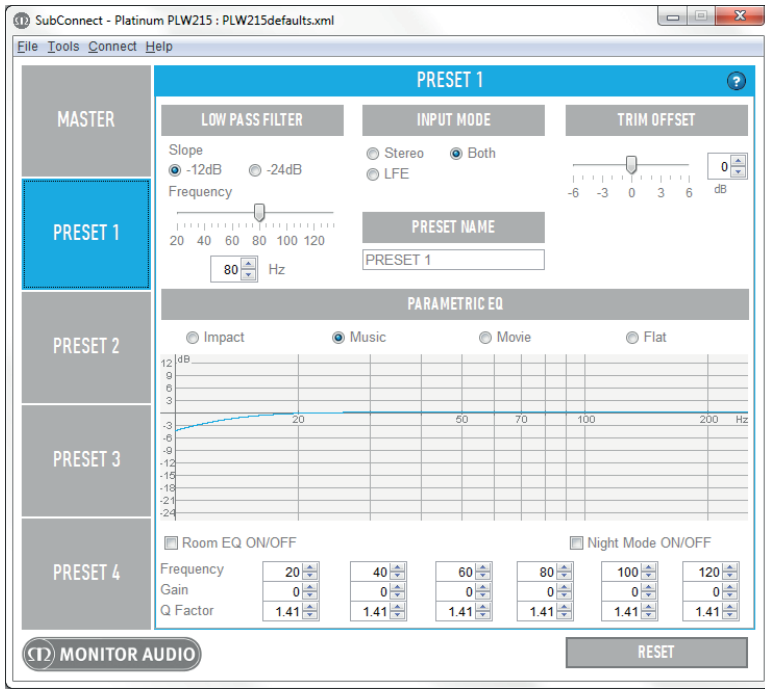 SubConnect - Platinum PLW215 : PLW215defaults.xml
File Tools Connect Help
MASTER
PRESET 1
PRESET 2
PRESET 3
PRESET 4
PRESET 1 ?
LOW PASS FILTER
Slope
-12dB -24dB
Frequency
20 40 60 80 100 120
80 Hz
INPUT MODE
Stereo Both
LFE
PRESET NAME
PRESET 1
TRIM OFFSET
-6 -3 0 3 6 dB
0
PARAMETRIC EQ
Impact Music Movie Flat
dB
12
9
6
3
-3
-6
-9
-12
-15
-18
-21
-24
20 50 70 100 200 Hz
Room EQ ON/OFF Night Mode ON/OFF
Frequency 20 40 60 80 100 120
Gain 0 0 0 0 0 0
Q Factor 1.41 1.41 1.41 1.41 1.41 1.41
MONITOR AUDIO
RESET